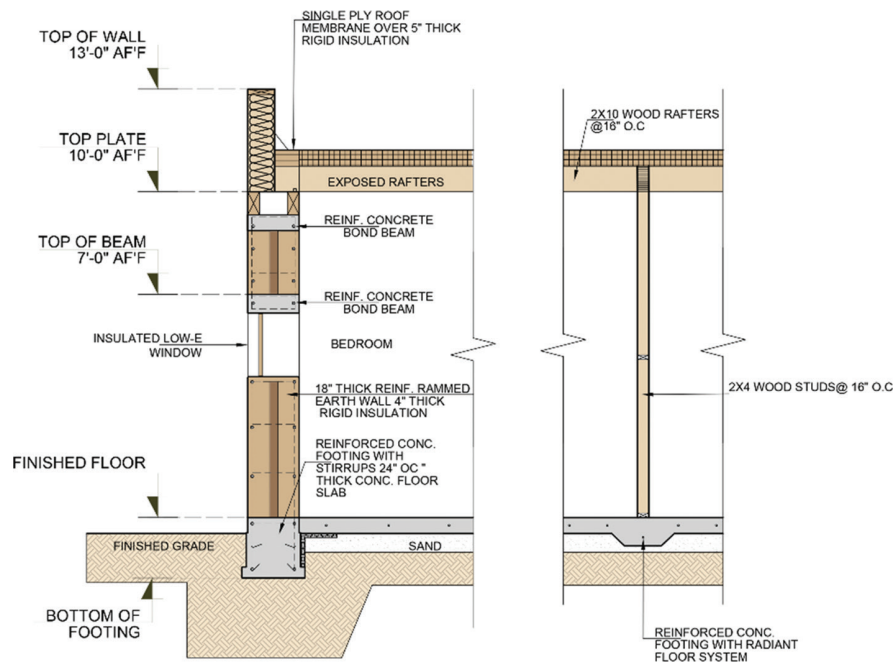 SINGLE PLY ROOF
MEMBRANE OVER 5" THICK
RIGID INSULATION
TOP OF WALL
13'-0" AF'F
2X10 WOOD RAFTERS
@16" O.C
TOP PLATE
10'-0" AF'F
EXPOSED RAFTERS
REINF. CONCRETE
BOND BEAM
TOP OF BEAM
7'-0" AF'F
REINF. CONCRETE
BOND BEAM
INSULATED LOW-E
WINDOW
BEDROOM
18" THICK REINF. RAMMED
EARTH WALL 4" THICK
RIGID INSULATION
2X4 WOOD STUDS@ 16" O.C
REINFORCED CONC.
FOOTING WITH
STIRRUPS 24" OC "
THICK CONC. FLOOR
SLAB
FINISHED FLOOR
FINISHED GRADE
SAND
BOTTOM OF
FOOTING
REINFORCED CONC.
FOOTING WITH RADIANT
FLOOR SYSTEM